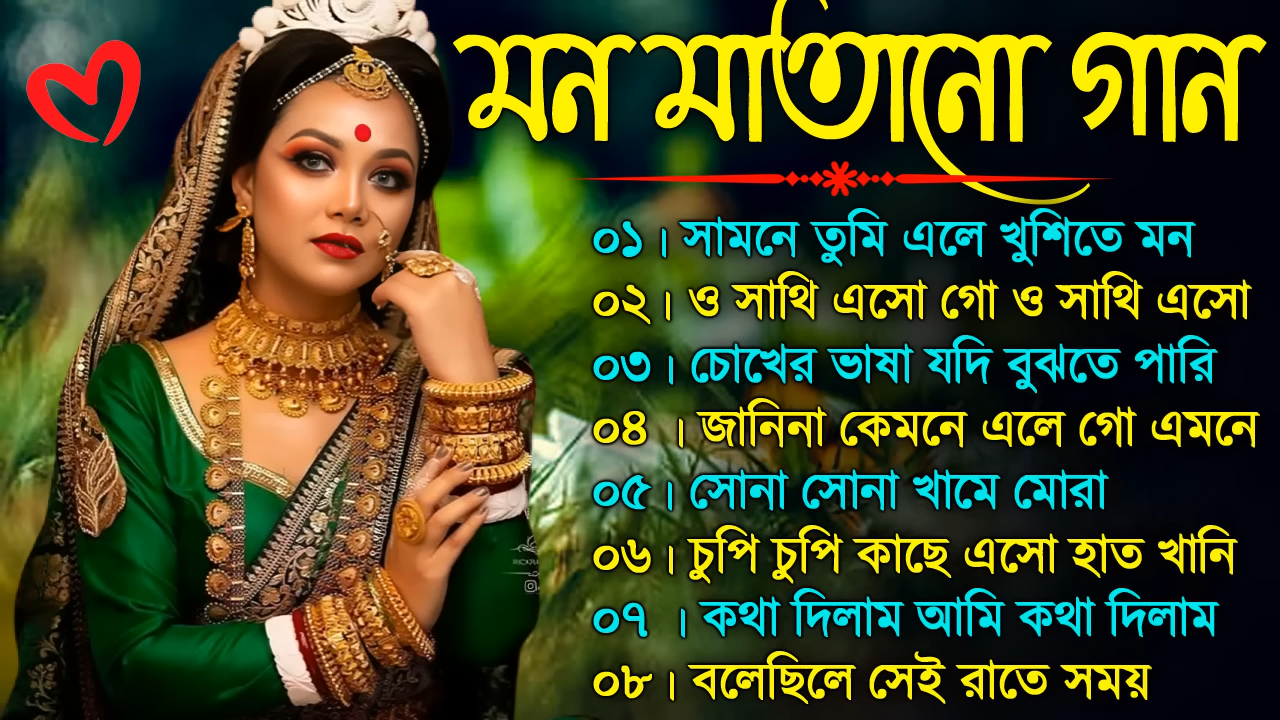 মন মাতানো গান
০১। সামনে তুমি এলে খুশিতে মন
০২। ও সাথি এসো গো ও সাথি এসো
০৩। চোখের ভাষা যদি বুঝতে পারি
০৪ । জানিনা কেমনে এলে গো এমনে
০৫। সোনা সোনা খামে মোরা
০৬। চুপি চুপি কাছে এসো হাত খানি
০৭ । কথা দিলাম আমি কথা দিলাম
০৮। বলেছিলে সেই রাতে সময়